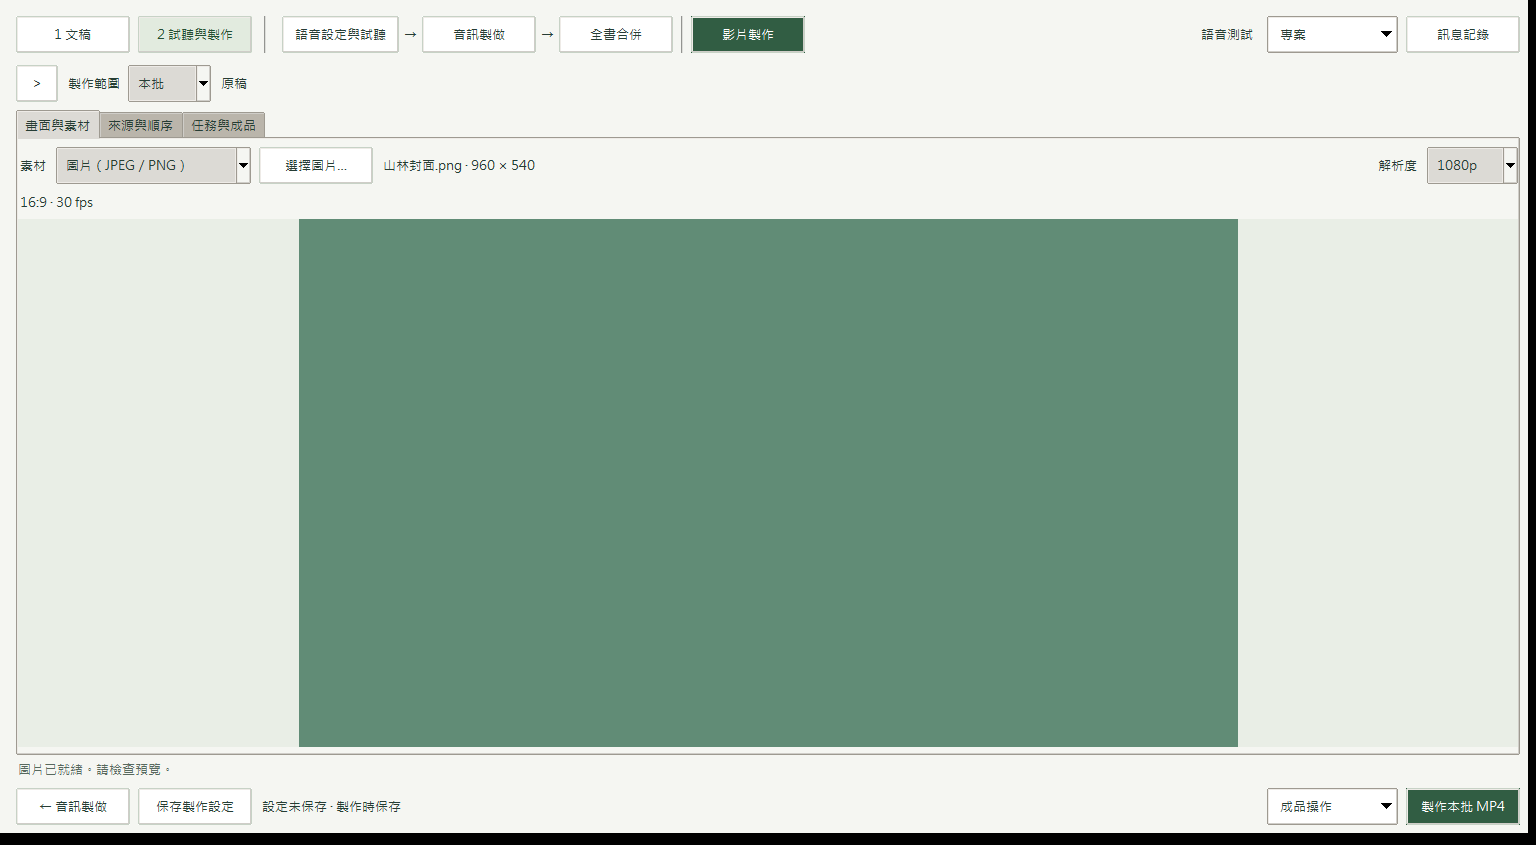 1 文稿 2 試聽與製作 語音設定與試聽 → 音訊製做 → 全書合併 影片製作 語音測試 專案 訊息記錄
> 製作範圍 本批 原稿
畫面與素材 來源與順序 任務與成品
素材 圖片 ( JPEG / PNG ) 選擇圖片... 山林封面.png · 960 × 540 解析度 1080p
16:9 · 30 fps
圖片已就緒。請檢查預覽。
← 音訊製做 保存製作設定 設定未保存 · 製作時保存 成品操作 製作本批 MP4